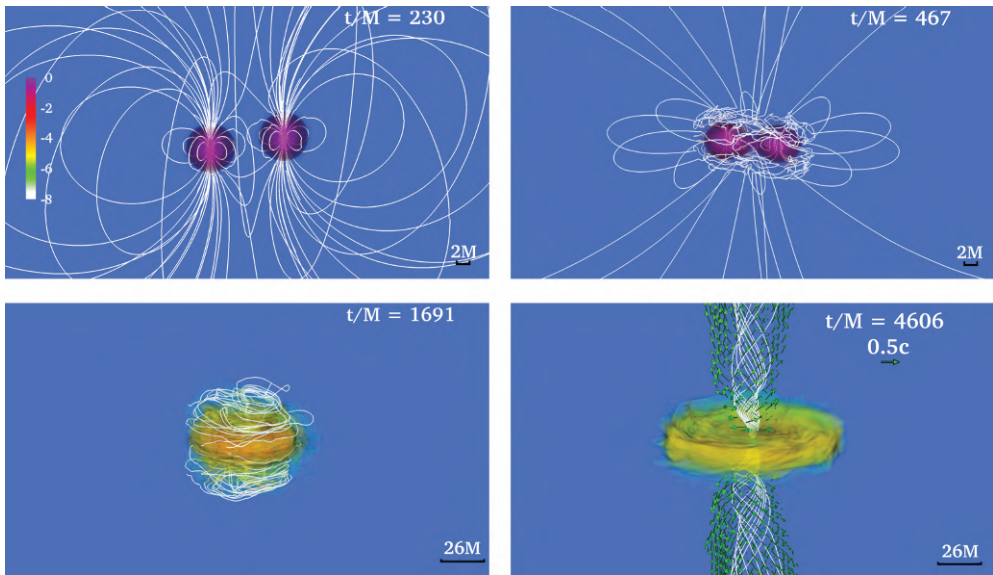 t/M = 230
0
-2
-4
-6
-8
2M
t/M = 467
2M
t/M = 1691
26M
t/M = 4606
0.5c
26M